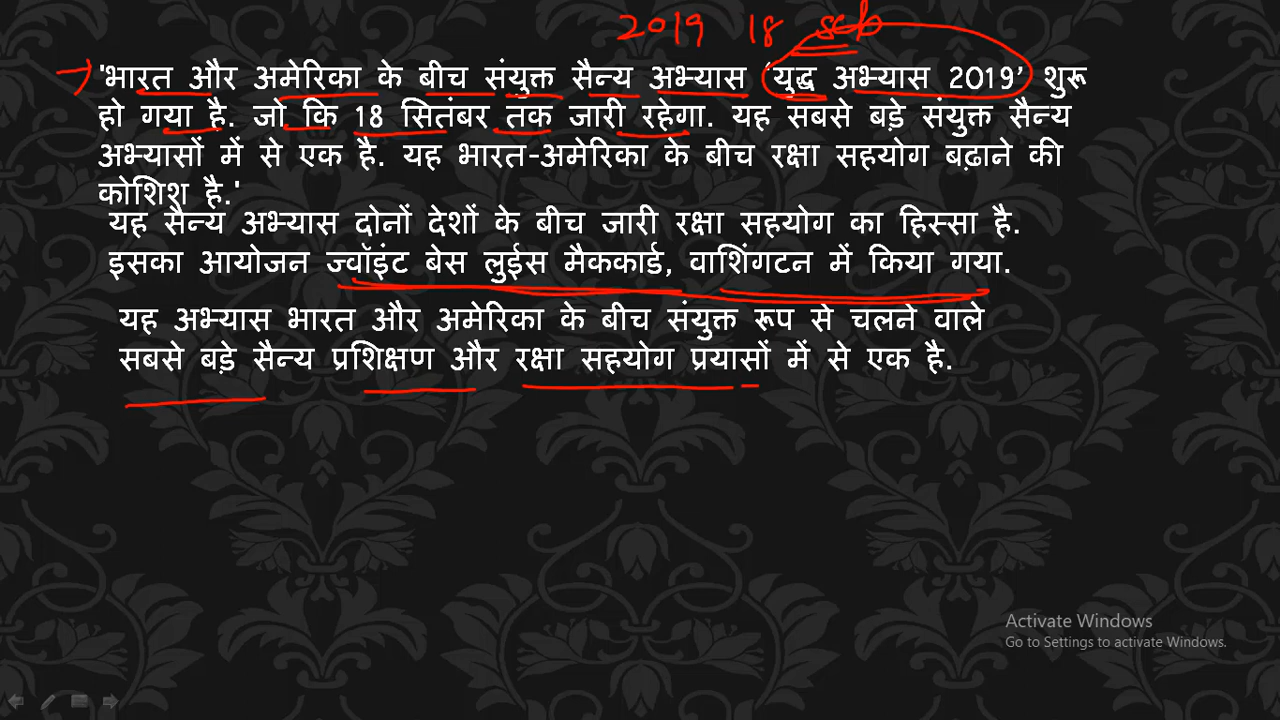 2019 18 seb
'भारत और अमेरिका के बीच संयुक्त सैन्य अभ्यास 'युद्ध अभ्यास 2019' शुरू
हो गया है. जो कि 18 सितंबर तक जारी रहेगा. यह सबसे बड़े संयुक्त सैन्य
अभ्यासों में से एक है. यह भारत-अमेरिका के बीच रक्षा सहयोग बढ़ाने की
कोशिश है.'
यह सैन्य अभ्यास दोनों देशों के बीच जारी रक्षा सहयोग का हिस्सा है.
इसका आयोजन ज्वॉइंट बेस लुईस मैककार्ड, वाशिंगटन में किया गया.
यह अभ्यास भारत और अमेरिका के बीच संयुक्त रूप से चलने वाले
सबसे बड़े सैन्य प्रशिक्षण और रक्षा सहयोग प्रयासों में से एक है.
Activate Windows
Go to Settings to activate Windows.